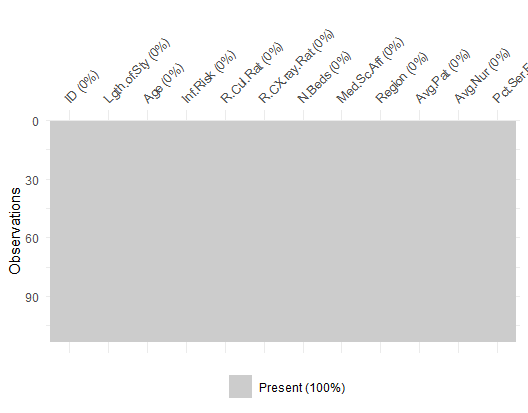 ID (0%)
Lgth.of.Sty (0%)
Age (0%)
Inf.Risk (0%)
R.Cul.Rat (0%)
R.CX.ray.Rat (0%)
N.Beds (0%)
Med.Sc.Aff (0%)
Region (0%)
Avg.Pat (0%)
Avg.Nur (0%)
Pct.Ser.F
0
30
60
90
Observations
Present (100%)